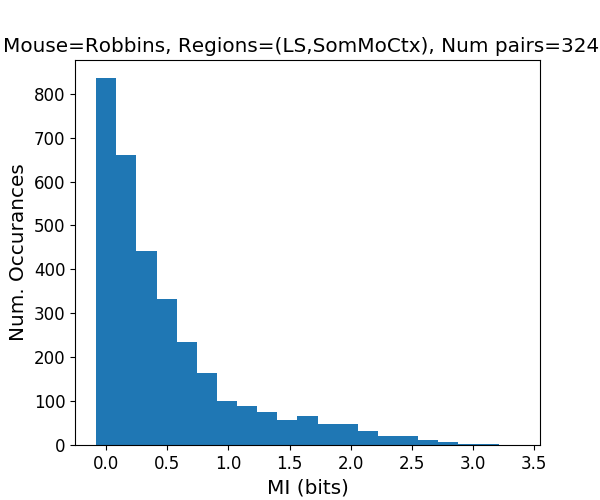 Mouse=Robbins, Regions=(LS,SomMoCtx), Num pairs=324
800
700
600
500
400
300
200
100
0
Num. Occurances
0.0 0.5 1.0 1.5 2.0 2.5 3.0 3.5
MI (bits)